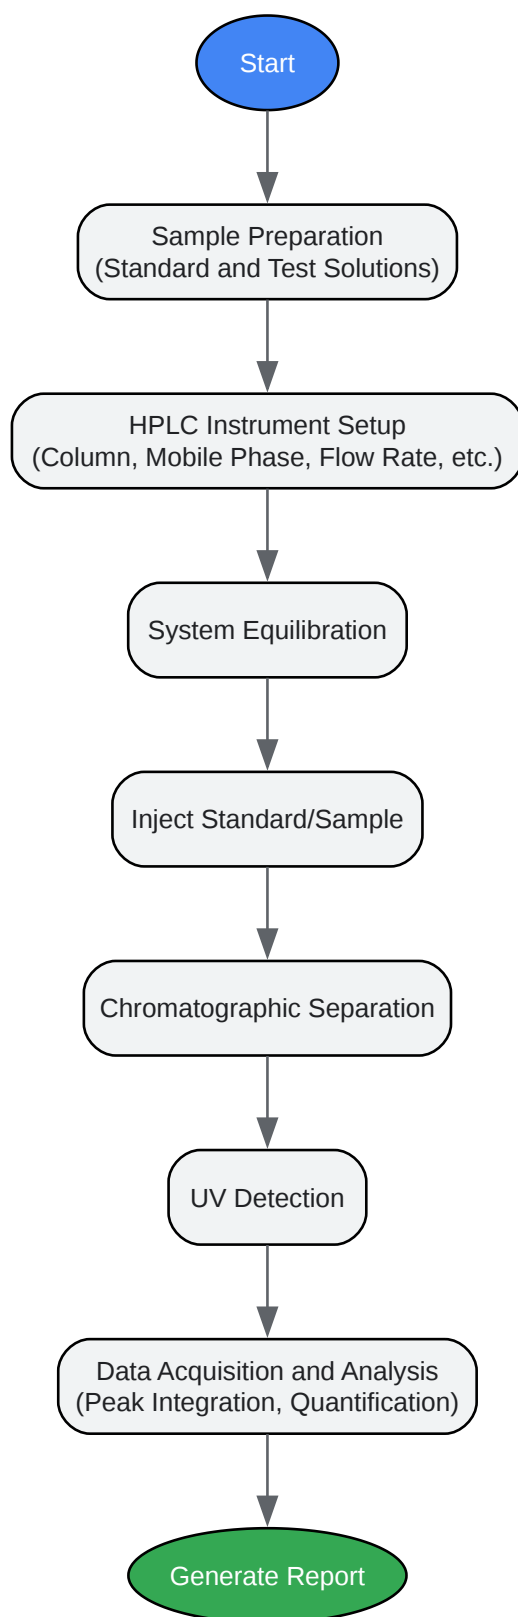 Start
Sample Preparation
(Standard and Test Solutions)
HPLC Instrument Setup
(Column, Mobile Phase, Flow Rate, etc.)
System Equilibration
Inject Standard/Sample
Chromatographic Separation
UV Detection
Data Acquisition and Analysis
(Peak Integration, Quantification)
Generate Report